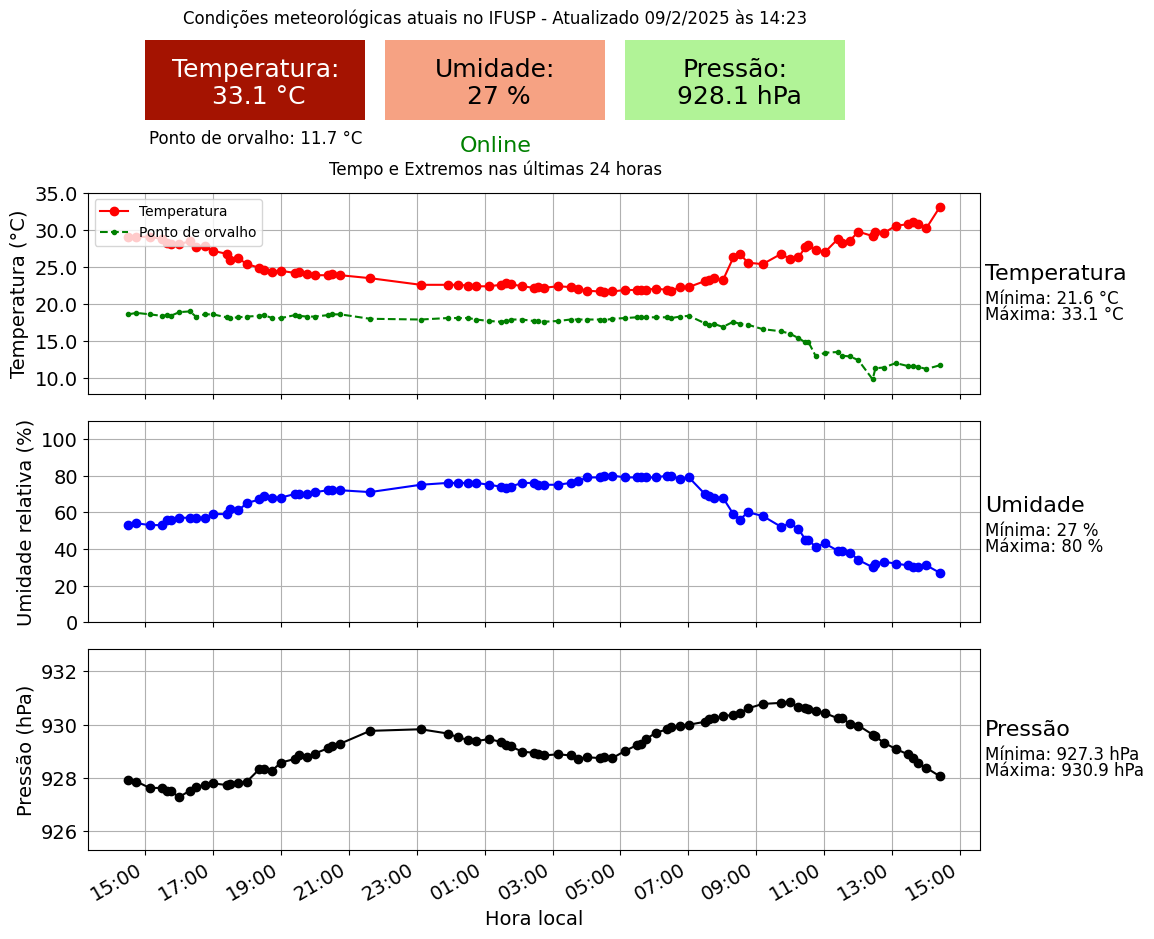 Condições meteorológicas atuais no IFUSP - Atualizado 09/2/2025 às 14:23
Temperatura:
33.1 °C
Umidade:
27 %
Pressão:
928.1 hPa
Ponto de orvalho: 11.7 °C
Online
Tempo e Extremos nas últimas 24 horas
Temperatura (°C)
35.0
30.0
25.0
20.0
15.0
10.0
Temperatura
Ponto de orvalho
Temperatura
Mínima: 21.6 °C
Máxima: 33.1 °C
Umidade relativa (%)
100
80
60
40
20
0
Umidade
Mínima: 27 %
Máxima: 80 %
Pressão (hPa)
932
930
928
926
Pressão
Mínima: 927.3 hPa
Máxima: 930.9 hPa
15:00 17:00 19:00 21:00 23:00 01:00 03:00 05:00 07:00 09:00 11:00 13:00 15:00
Hora local